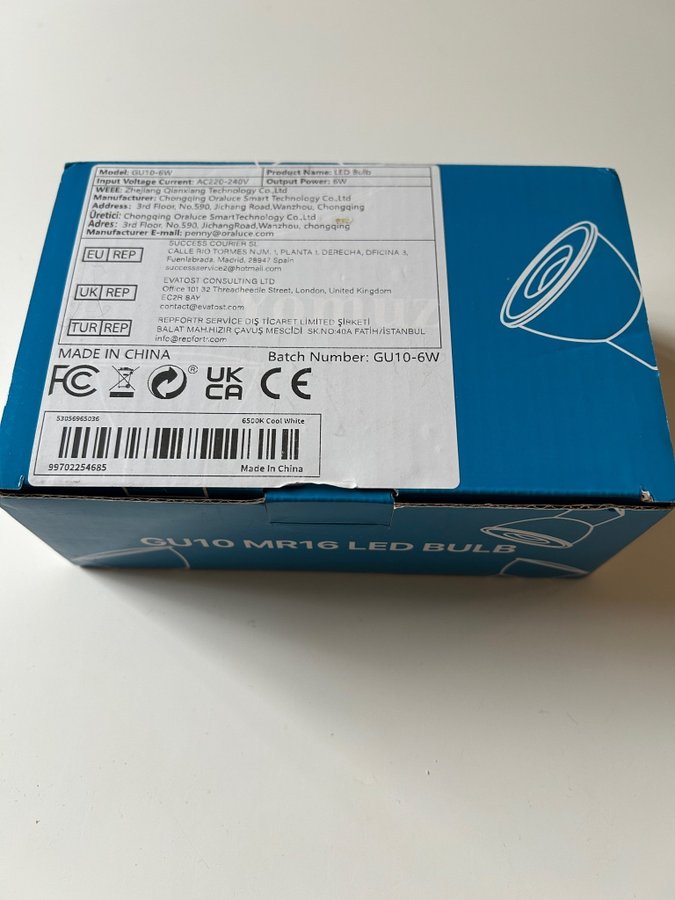 Model: GU10-6W
Product Name: LED Bulb
Input Voltage Current: AC220-240V
Output Power: 6W
WEEE: Zhejiang Qianxiang Technology Co.,Ltd
Manufacturer: Chongqing Oraluce Smart Technology Co.,Ltd
Address: 3rd Floor, No.590, Jichang Road,Wanzhou, Chongqing
Üretici: Chongqing Oraluce SmartTechnology Co.,Ltd
Adres: 3rd Floor, No.590, JichangRoad,Wanzhou, chongqing
Manufacturer E-mail: penny@oraluce.com
EU REP
SUCCESS COURIER SL
CALLE RIO TORMES NUM. 1, PLANTA 1, DERECHA, OFICINA 3,
Fuenlabrada, Madrid, 28947 Spain
successservice2@hotmail.com
UK REP
EVATOST CONSULTING LTD
Office 101 32 Threadneedle Street, London, United Kingdom
EC2R 8AY
contact@evatost.com
TUR REP
REPFORTR SERVICE DIŞ TİCARET LİMİTED ŞİRKETİ
BALAT MAH.HIZIR ÇAVUŞ MESCİDİ SK.NO:40A FATİH/İSTANBUL
info@repfortr.com
MADE IN CHINA
Batch Number: GU10-6W
FC
®
UK
CA
CE
53056965036
6500K Cool White
99702254685
Made In China
GU10 MR16 LED BULB